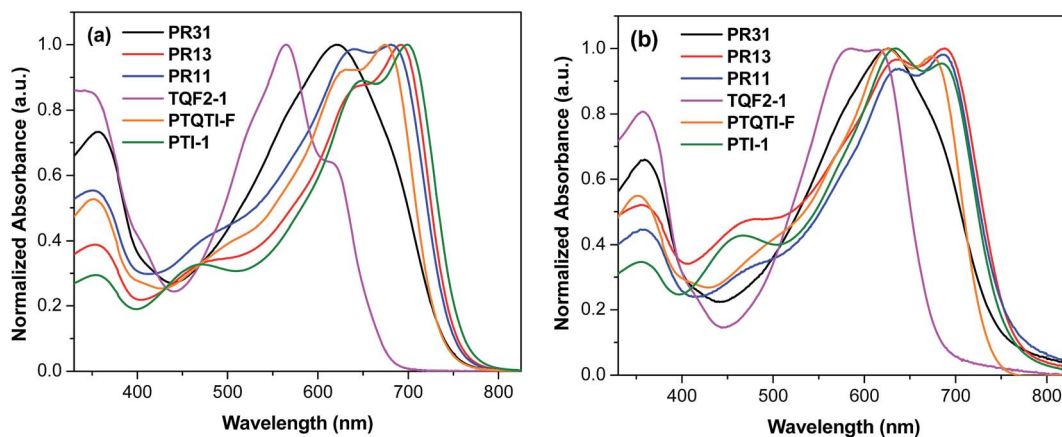 (a)
PR31
PR13
PR11
TQF2-1
PTQTI-F
PTI-1
Normalized Absorbance (a.u.)
1.0
0.8
0.6
0.4
0.2
0.0
400 500 600 700 800
Wavelength (nm)
(b)
PR31
PR13
PR11
TQF2-1
PTQTI-F
PTI-1
Normalized Absorbance (a.u.)
1.0
0.8
0.6
0.4
0.2
0.0
400 500 600 700 800
Wavelength (nm)